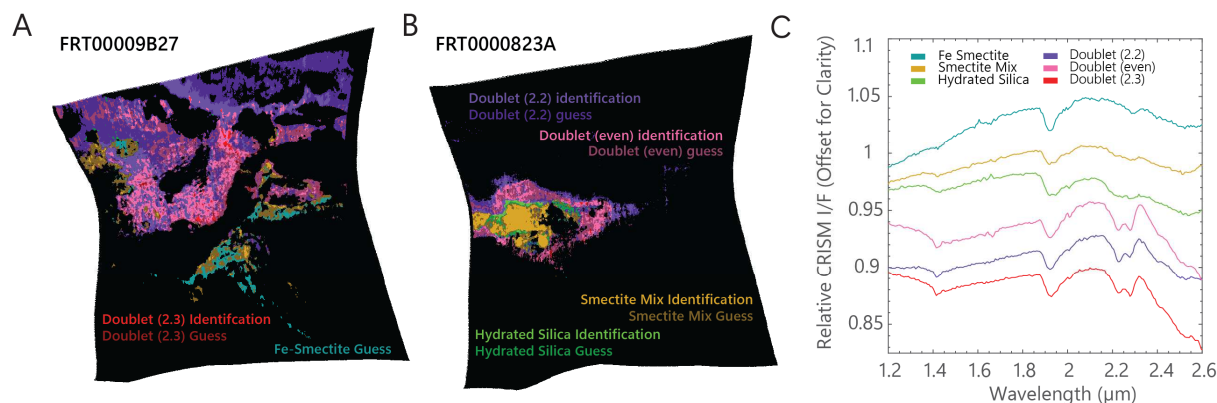 A
FRT00009B27
Doublet (2.3) Identifcation
Doublet (2.3) Guess
Fe-Smectite Guess
B
FRT0000823A
Doublet (2.2) identification
Doublet (2.2) guess
Doublet (even) identification
Doublet (even) guess
Smectite Mix Identification
Smectite Mix Guess
Hydrated Silica Identification
Hydrated Silica Guess
C
Relative CRISM I/F (Offset for Clarity)
1.1
1.05
1
0.95
0.9
0.85
Fe Smectite
Smectite Mix
Hydrated Silica
Doublet (2.2)
Doublet (even)
Doublet (2.3)
1.2 1.4 1.6 1.8 2 2.2 2.4 2.6
Wavelength (μm)